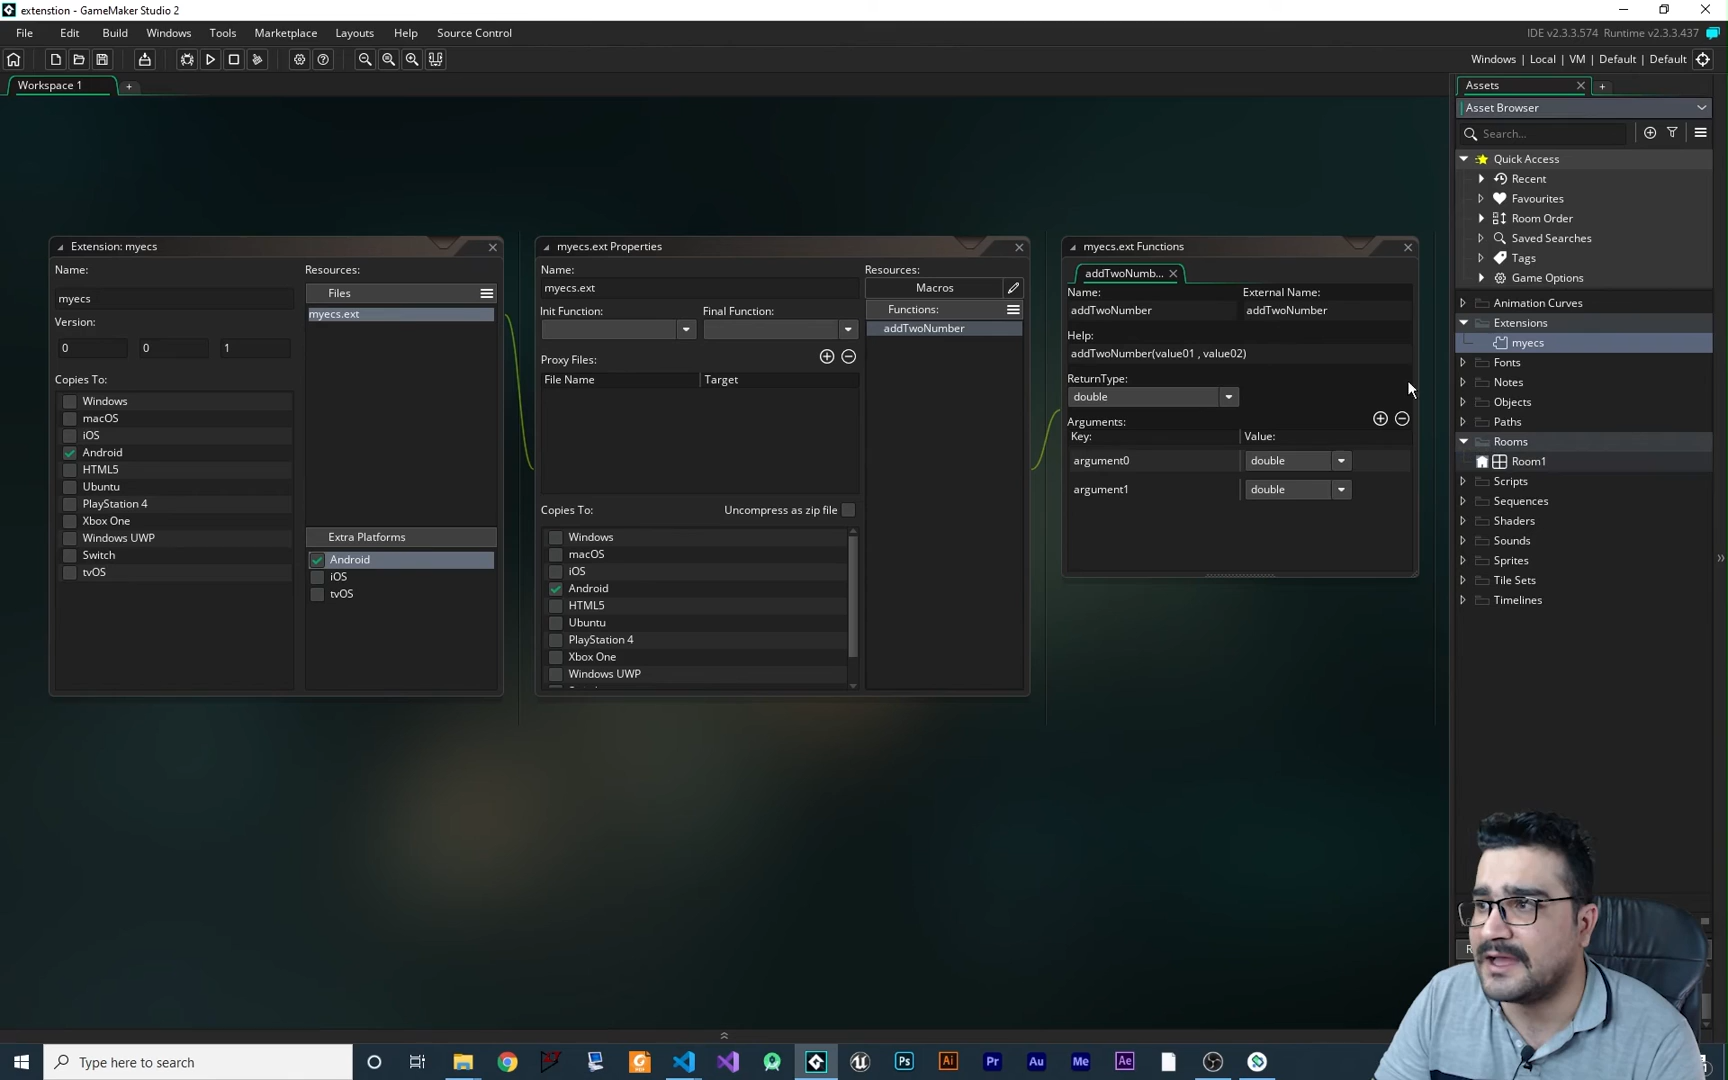 extenstion - GameMaker Studio 2
File Edit Build Windows Tools Marketplace Layouts Help Source Control
IDE v2.3.3.574 Runtime v2.3.3.437
Windows | Local | VM | Default | Default
Workspace 1
Extension: myecs
Name:
myecs
Version:
0 0 1
Copies To:
Windows
macOS
iOS
Android
HTML5
Ubuntu
PlayStation 4
Xbox One
Windows UWP
Switch
tvOS
Resources:
Files
myecs.ext
Extra Platforms
Android
iOS
tvOS
myecs.ext Properties
Name:
myecs.ext
Init Function: Final Function:
Proxy Files:
File Name Target
Copies To: Uncompress as zip file
Windows
macOS
iOS
Android
HTML5
Ubuntu
PlayStation 4
Xbox One
Windows UWP
Resources:
Macros
Functions:
addTwoNumber
myecs.ext Functions
addTwoNumb...
Name: External Name:
addTwoNumber addTwoNumber
Help:
addTwoNumber(value01 , value02)
ReturnType:
double
Arguments:
Key: Value:
argument0 double
argument1 double
Assets
Asset Browser
Search...
Quick Access
Recent
Favourites
Room Order
Saved Searches
Tags
Game Options
Animation Curves
Extensions
myecs
Fonts
Notes
Objects
Paths
Rooms
Room1
Scripts
Sequences
Shaders
Sounds
Sprites
Tile Sets
Timelines
Type here to search
Ps Ai Pr Au Me Ae